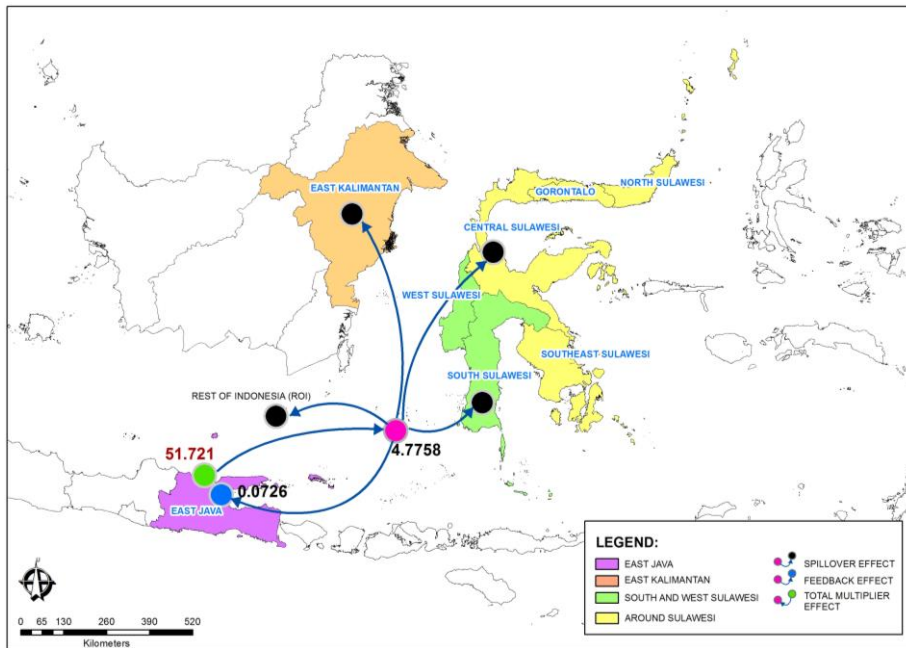 EAST KALIMANTAN
GORONTALO
NORTH SULAWESI
CENTRAL SULAWESI
WEST SULAWESI
SOUTHEAST SULAWESI
SOUTH SULAWESI
REST OF INDONESIA (ROI)
4.7758
51.721
0.0726
EAST JAVA
LEGEND:
EAST JAVA
EAST KALIMANTAN
SOUTH AND WEST SULAWESI
AROUND SULAWESI
SPILLOVER EFFECT
FEEDBACK EFFECT
TOTAL MULTIPLIER
EFFECT
0 65 130 260 390 520
Kilometers